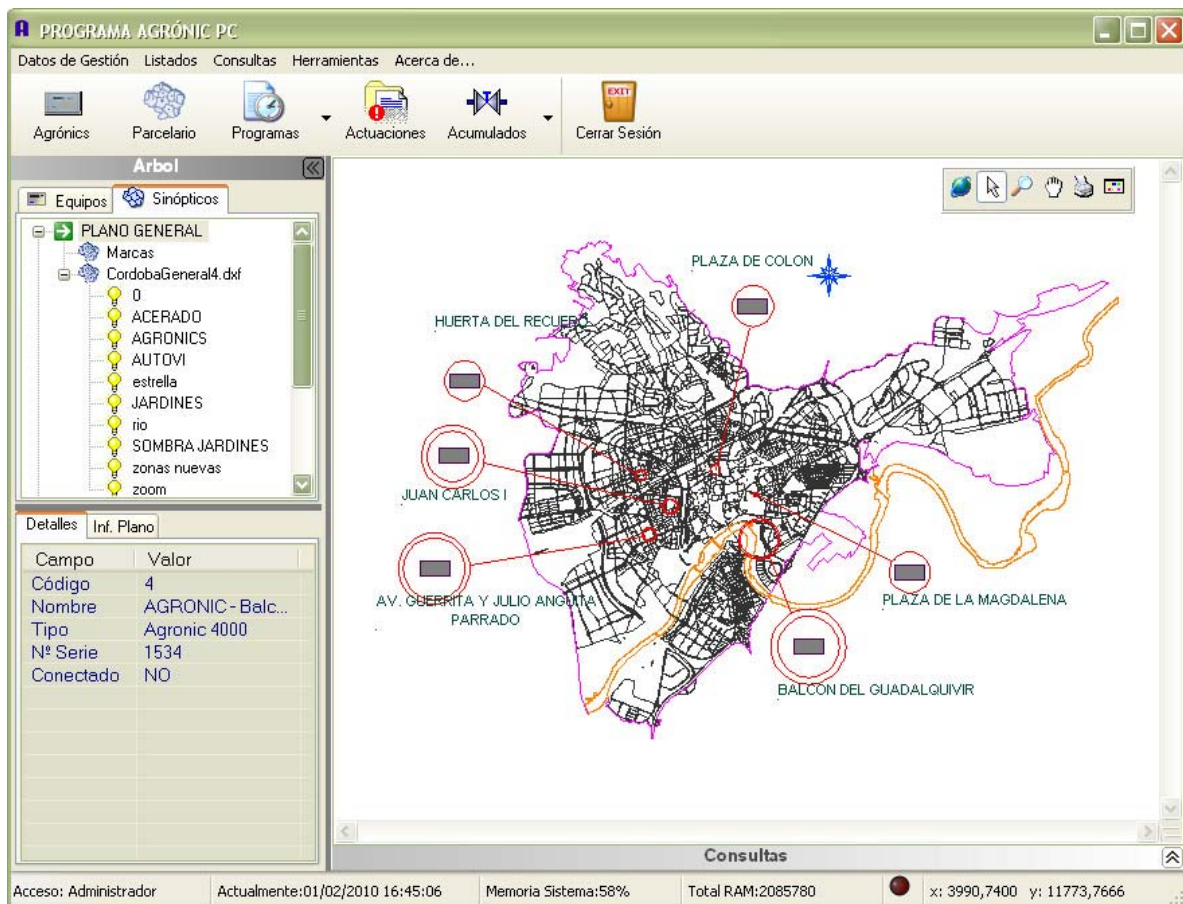 A PROGRAMA AGRÓNIC PC
Datos de Gestión Listados Consultas Herramientas Acerca de...
EXIT
Agrónics Parcelario Programas Actuaciones Acumulados Cerrar Sesión
Arbol
Equipos Sinópticos
PLANO GENERAL
Marcas
CordobaGeneral4.dxf
0
ACERADO
AGRONICS
AUTOVI
estrella
JARDINES
rio
SOMBRA JARDINES
zonas nuevas
zoom
Detalles Inf. Plano
Campo Valor
Código 4
Nombre AGRONIC - Balc...
Tipo Agronic 4000
Nº Serie 1534
Conectado NO
PLAZA DE COLON
HUERTA DEL RECUERO
JUAN CARLOS I
AV. GUERRITA Y JULIO ANGUITA
PARRADO
PLAZA DE LA MAGDALENA
BALCON DEL GUADALQUIVIR
Consultas
Acceso: Administrador Actualmente:01/02/2010 16:45:06 Memoria Sistema:58% Total RAM:2085780 x: 3990,7400 y: 11773,7666